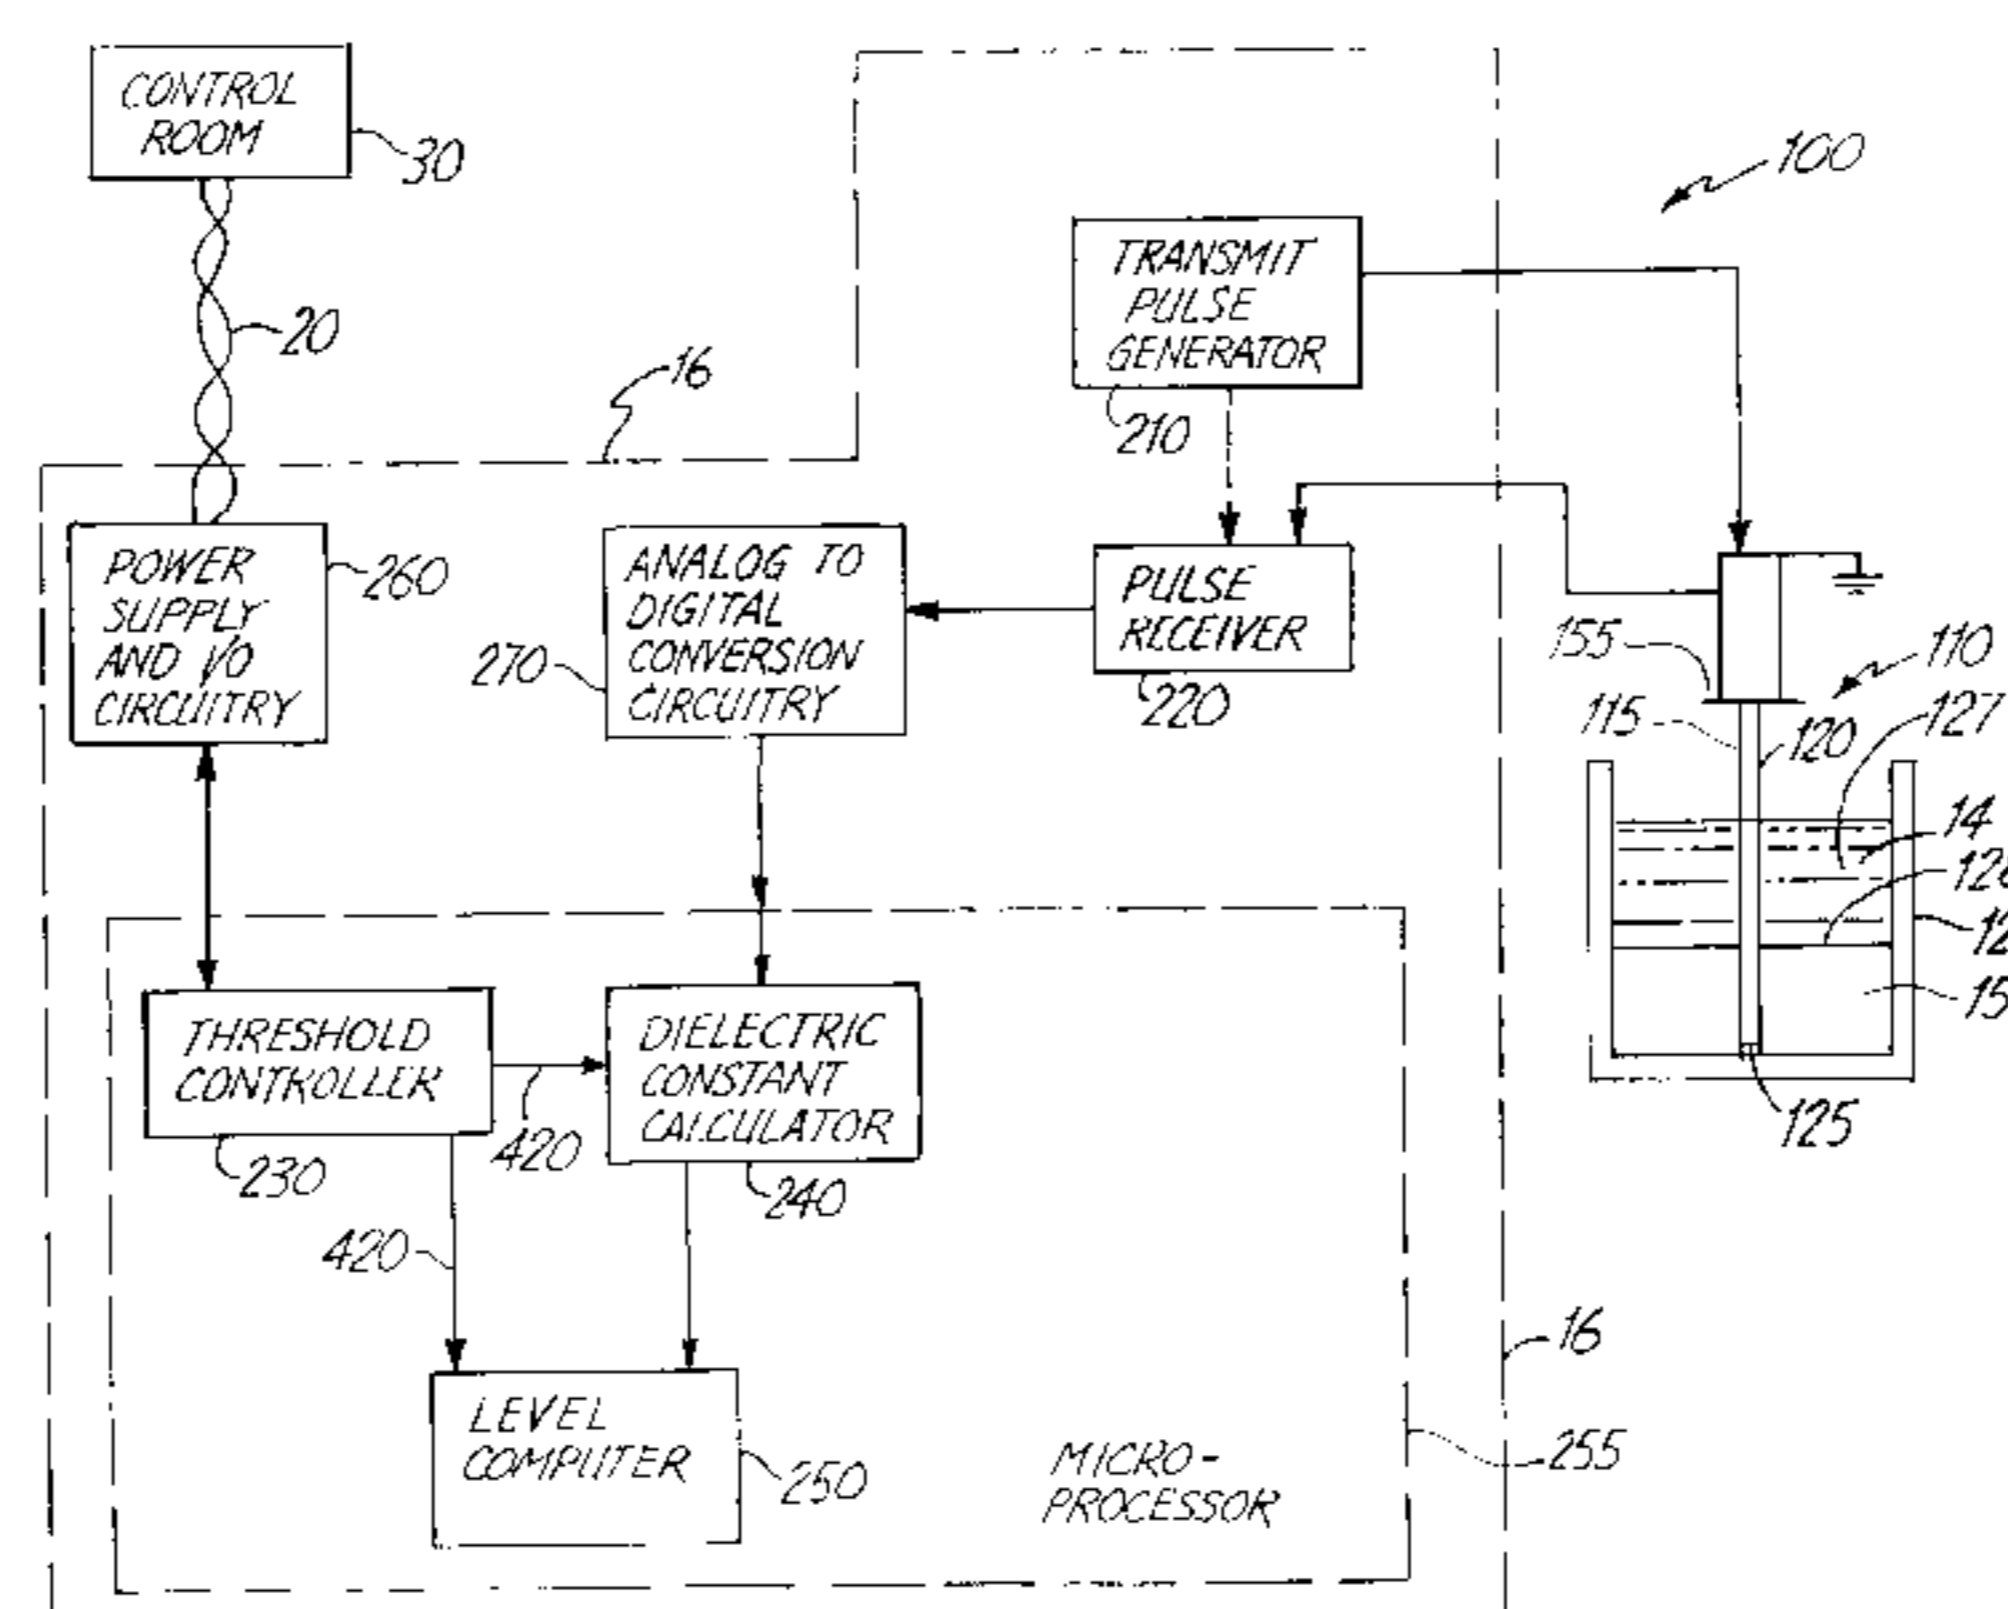 CONTROL
ROOM
30
100
20
16
TRANSMIT
PULSE
GENERATOR
210
POWER
SUPPLY
AND I/O
CIRCUITRY
260
ANALOG TO
DIGITAL
CONVERSION
CIRCUITRY
270
PULSE
RECEIVER
220
155
110
115
120
127
14
12
15
125
THRESHOLD
CONTROLLER
230
420
DIELECTRIC
CONSTANT
CALCULATOR
240
420
16
LEVEL
COMPUTER
250
MICRO-
PROCESSOR
255